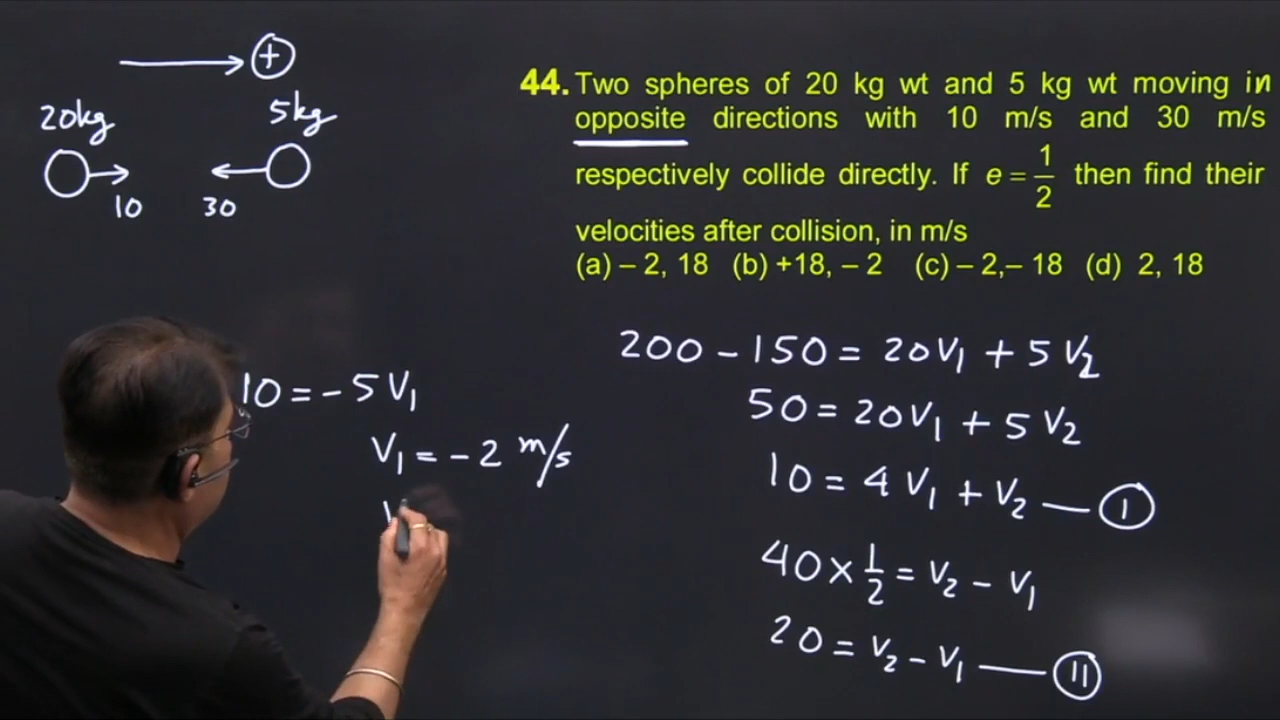 +
20kg 5kg
10 30
44. Two spheres of 20 kg wt and 5 kg wt moving in
opposite directions with 10 m/s and 30 m/s
respectively collide directly. If e = 1/2 then find their
velocities after collision, in m/s
(a) – 2, 18 (b) +18, – 2 (c) – 2,– 18 (d) 2, 18
200 - 150 = 20V₁ + 5V₂
50 = 20V₁ + 5V₂
10 = 4V₁ + V₂ — I
40 × 1/2 = V₂ - V₁
20 = V₂ - V₁ — II
10 = -5V₁
V₁ = -2 m/s